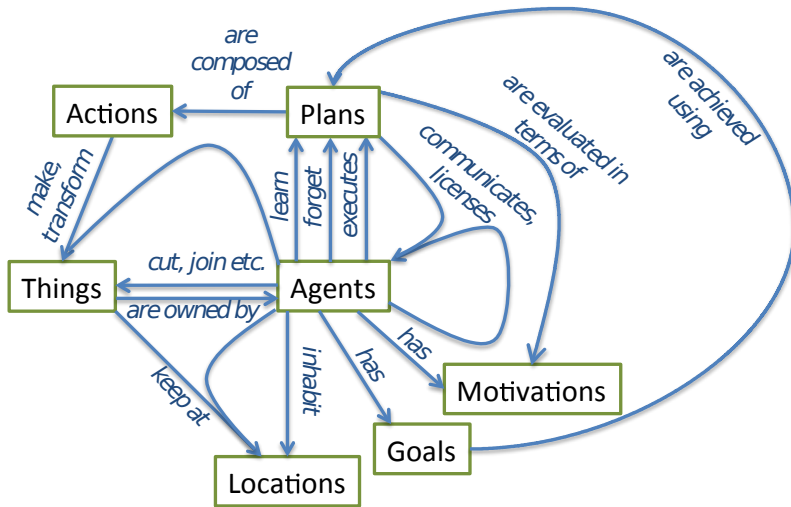 are
composed
of
Actions
Plans
are achieved
using
are evaluated in
terms of
communicates,
licenses
make,
transform
learn
forget
executes
cut, join etc.
Things
Agents
are owned by
keep at
inhabit
has
has
Motivations
Goals
Locations